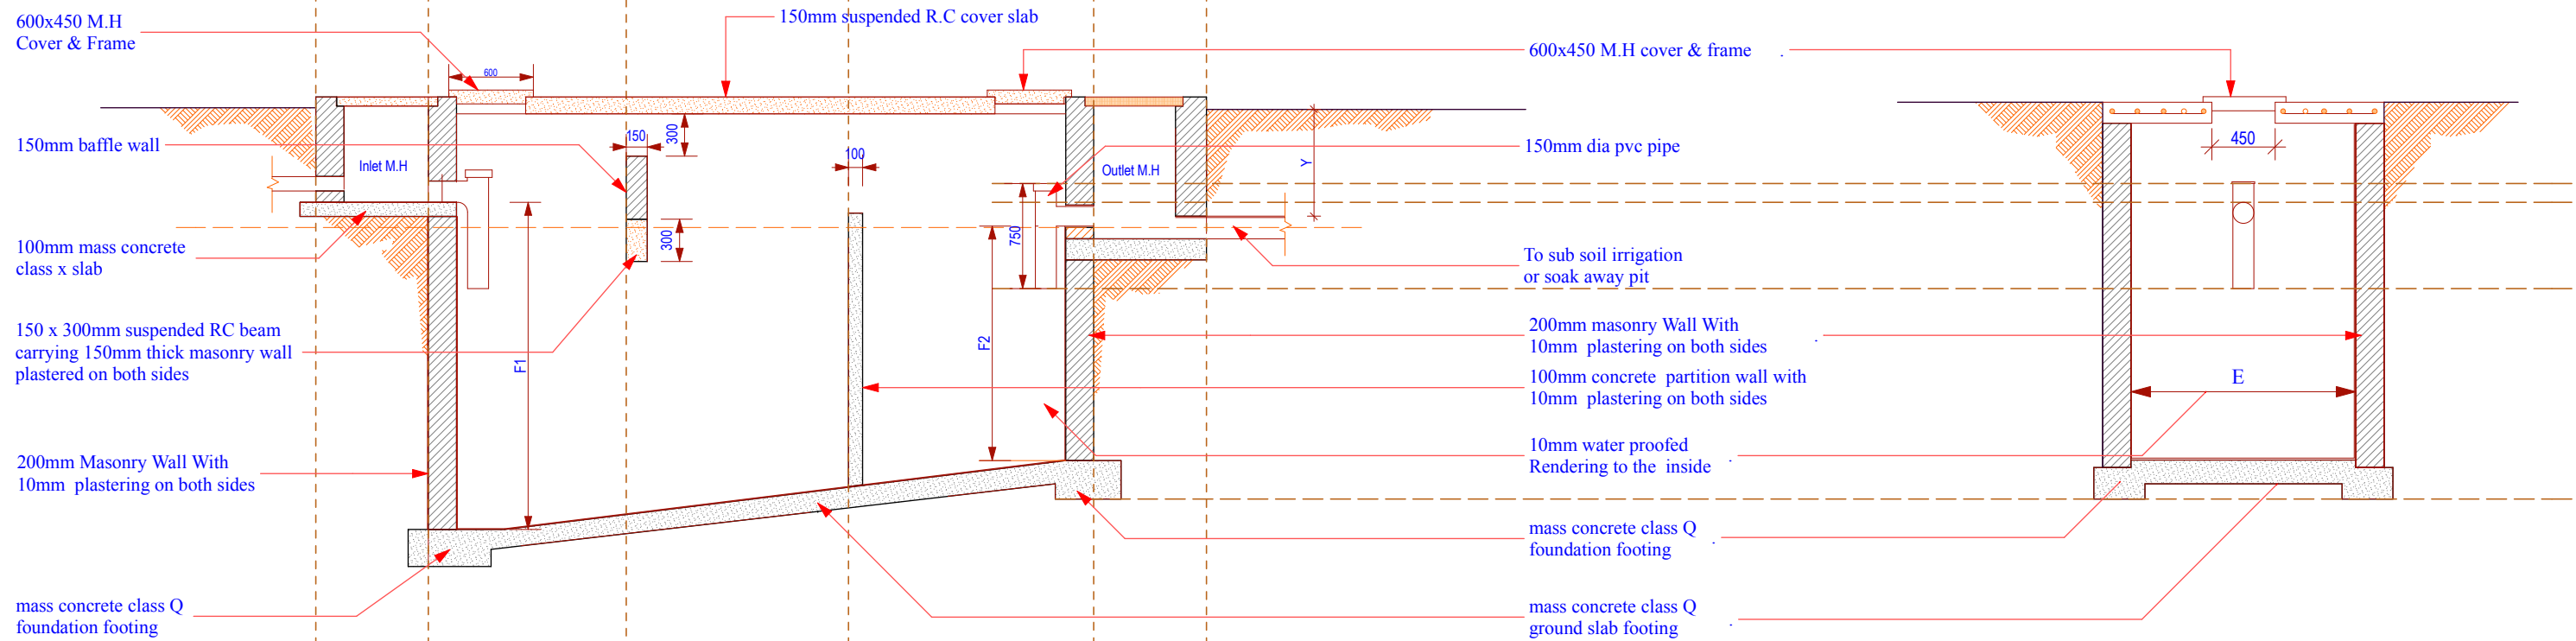 600x450 M.H
Cover & Frame
150mm suspended R.C cover slab
600x450 M.H cover & frame
.
600
150mm baffle wall
150
300
100
Inlet M.H
Outlet M.H
Y
150mm dia pvc pipe
450
100mm mass concrete
class x slab
300
750
To sub soil irrigation
or soak away pit
150 x 300mm suspended RC beam
carrying 150mm thick masonry wall
plastered on both sides
F1
F2
200mm masonry Wall With
10mm plastering on both sides
.
100mm concrete partition wall with
10mm plastering on both sides
E
200mm Masonry Wall With
10mm plastering on both sides
10mm water proofed
Rendering to the inside
.
mass concrete class Q
foundation footing
.
mass concrete class Q
foundation footing
mass concrete class Q
ground slab footing
.